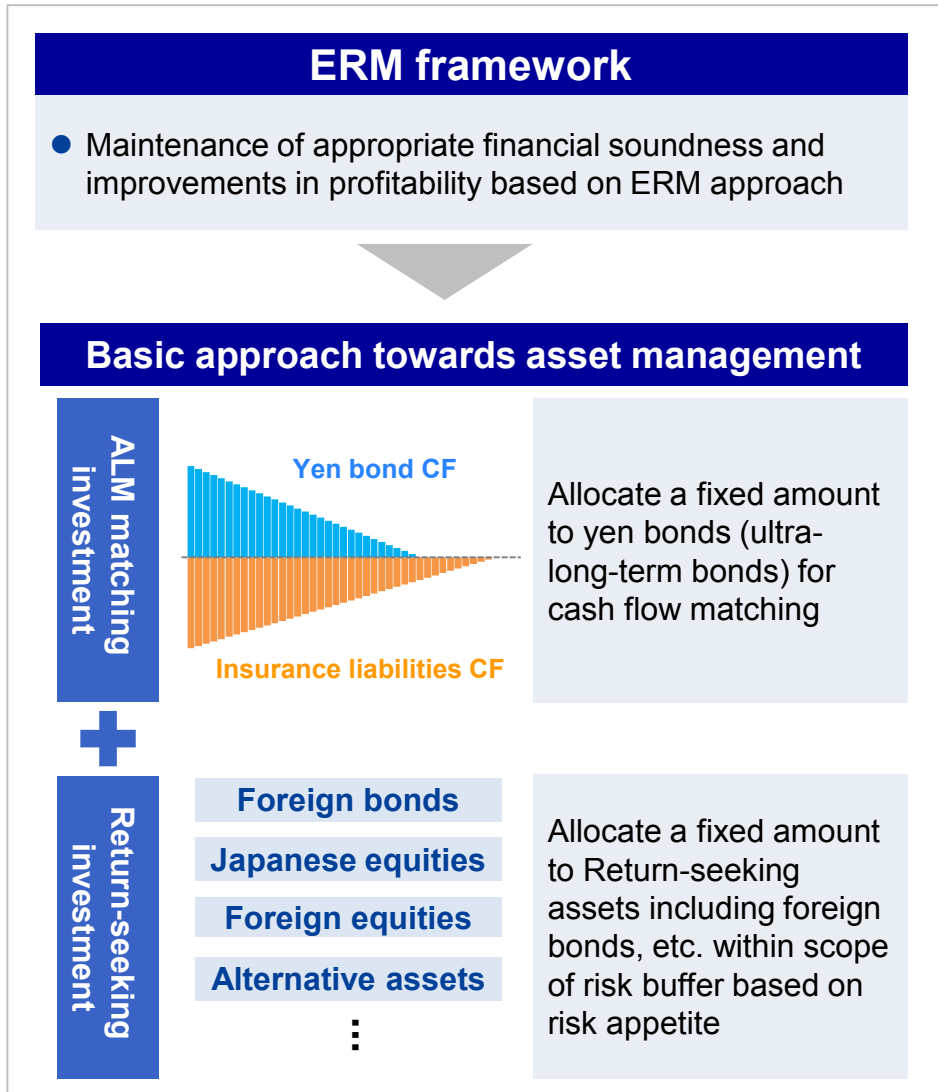 ERM framework
● Maintenance of appropriate financial soundness and
improvements in profitability based on ERM approach
Basic approach towards asset management
ALM matching
investment
Yen bond CF
Insurance liabilities CF
Allocate a fixed amount
to yen bonds (ultra-
long-term bonds) for
cash flow matching
Return-seeking
investment
Foreign bonds
Japanese equities
Foreign equities
Alternative assets
⋮
Allocate a fixed amount
to Return-seeking
assets including foreign
bonds, etc. within scope
of risk buffer based on
risk appetite